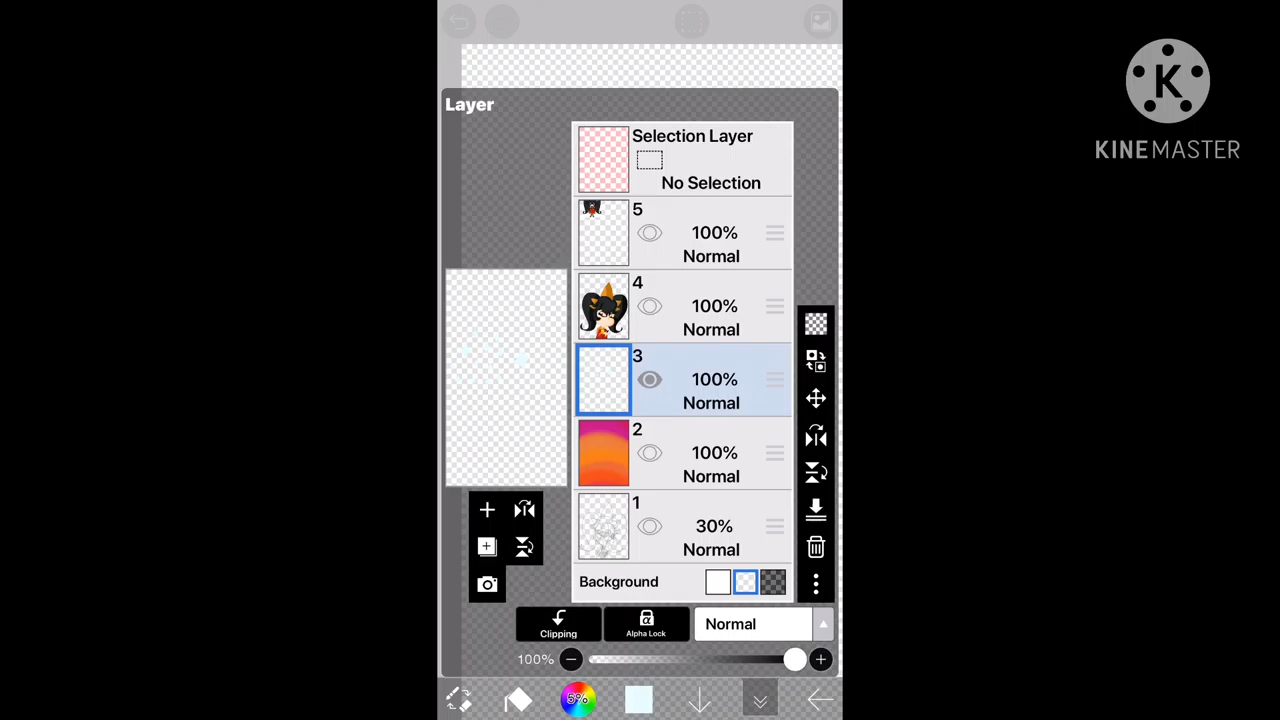 Layer
Selection Layer
No Selection
5
100%
Normal
4
100%
Normal
3
100%
Normal
2
100%
Normal
1
30%
Normal
Background
Clipping
α
Alpha Lock
Normal
100%
5%
K
KINEMASTER